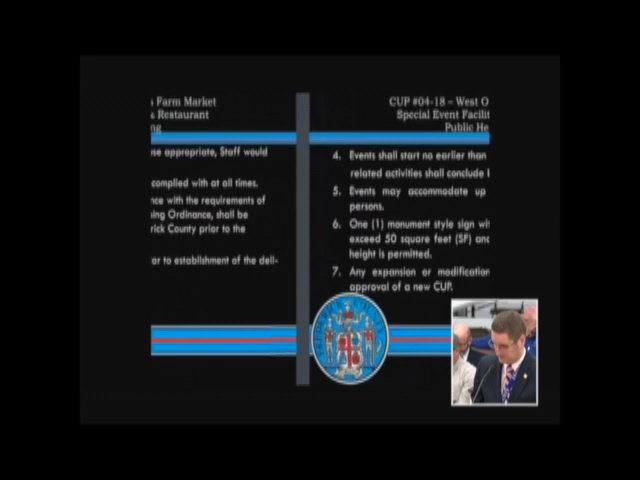 s Farm Market
& Restaurant
ng
se appropriate, Staff would
complied with at all times.
nce with the requirements of
ing Ordinance, shall be
rick County prior to the
or to establishment of the deli-
CUP #04-18 – West O
Special Event Facilit
Public He
4. Events shall start no earlier than
related activities shall conclude
5. Events may accommodate up
persons.
6. One (1) monument style sign wi
exceed 50 square feet (SF) and
height is permitted.
7. Any expansion or modification
approval of a new CUP.
FREDERICK COUNTY